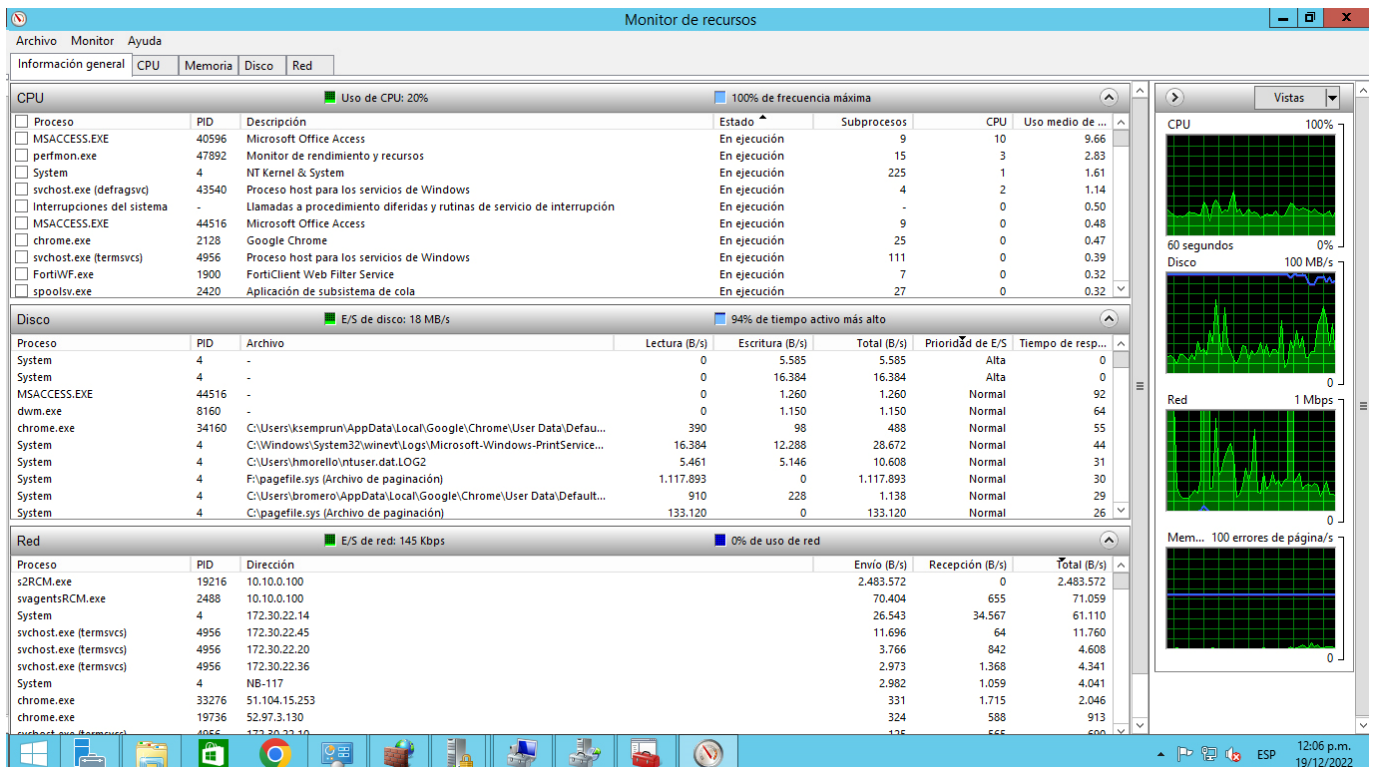 Monitor de recursos
Archivo Monitor Ayuda
Información general CPU Memoria Disco Red
CPU Uso de CPU: 20% 100% de frecuencia máxima
Proceso PID Descripción Estado Subprocesos CPU Uso medio de ...
MSACCESS.EXE 40596 Microsoft Office Access En ejecución 9 10 9.66
perfmon.exe 47892 Monitor de rendimiento y recursos En ejecución 15 3 2.83
System 4 NT Kernel & System En ejecución 225 1 1.61
svchost.exe (defragsvc) 43540 Proceso host para los servicios de Windows En ejecución 4 2 1.14
Interrupciones del sistema - Llamadas a procedimiento diferidas y rutinas de servicio de interrupción En ejecución - 0 0.50
MSACCESS.EXE 44516 Microsoft Office Access En ejecución 9 0 0.48
chrome.exe 2128 Google Chrome En ejecución 25 0 0.47
svchost.exe (termsvcs) 4956 Proceso host para los servicios de Windows En ejecución 111 0 0.39
FortiWF.exe 1900 FortiClient Web Filter Service En ejecución 7 0 0.32
spoolsv.exe 2420 Aplicación de subsistema de cola En ejecución 27 0 0.32
Disco E/S de disco: 18 MB/s 94% de tiempo activo más alto
Proceso PID Archivo Lectura (B/s) Escritura (B/s) Total (B/s) Prioridad de E/S Tiempo de resp...
System 4 - 0 5.585 5.585 Alta 0
System 4 - 0 16.384 16.384 Alta 0
MSACCESS.EXE 44516 - 0 1.260 1.260 Normal 92
dwm.exe 8160 - 0 1.150 1.150 Normal 64
chrome.exe 34160 C:\Users\ksemprun\AppData\Local\Google\Chrome\User Data\Defau... 390 98 488 Normal 55
System 4 C:\Windows\System32\winevt\Logs\Microsoft-Windows-PrintService... 16.384 12.288 28.672 Normal 44
System 4 C:\Users\hmorello\ntuser.dat.LOG2 5.461 5.146 10.608 Normal 31
System 4 F:\pagefile.sys (Archivo de paginación) 1.117.893 0 1.117.893 Normal 30
System 4 C:\Users\bromero\AppData\Local\Google\Chrome\User Data\Default... 910 228 1.138 Normal 29
System 4 C:\pagefile.sys (Archivo de paginación) 133.120 0 133.120 Normal 26
Red E/S de red: 145 Kbps 0% de uso de red
Proceso PID Dirección Envío (B/s) Recepción (B/s) Total (B/s)
s2RCM.exe 19216 10.10.0.100 2.483.572 0 2.483.572
svagentsRCM.exe 2488 10.10.0.100 70.404 655 71.059
System 4 172.30.22.14 26.543 34.567 61.110
svchost.exe (termsvcs) 4956 172.30.22.45 11.696 64 11.760
svchost.exe (termsvcs) 4956 172.30.22.20 3.766 842 4.608
svchost.exe (termsvcs) 4956 172.30.22.36 2.973 1.368 4.341
System 4 NB-117 2.982 1.059 4.041
chrome.exe 33276 51.104.15.253 331 1.715 2.046
chrome.exe 19736 52.97.3.130 324 588 913
Vistas
CPU 100%
60 segundos 0%
Disco 100 MB/s
0
Red 1 Mbps
0
Mem... 100 errores de página/s
0
ESP 12:06 p.m.
19/12/2022